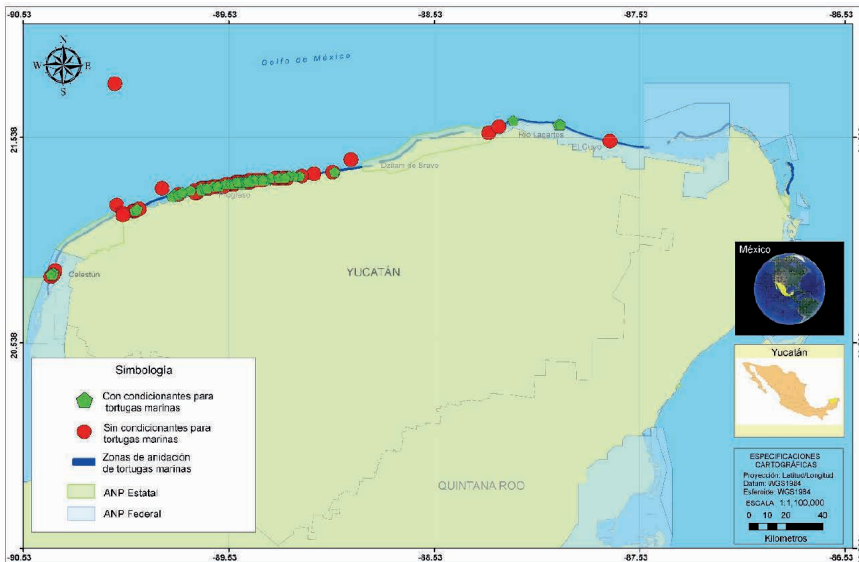 -90.53
-89.53
-88.53
-87.53
-86.53
N
W
E
S
Golfo de México
21.538
Río Lagartos
El Cuyo
Dzilam de Bravo
Progreso
Celestún
YUCATÁN
México
20.538
Simbología
Con condicionantes para
tortugas marinas
Sin condicionantes para
tortugas marinas
Zonas de anidación
de tortugas marinas
ANP Estatal
ANP Federal
QUINTANA ROO
Yucatán
ESPECIFICACIONES
CARTOGRÁFICAS
Proyección: Latitud/Longitud
Datum: WGS1984
Esferoide: WGS1984
ESCALA 1:1,100,000
0 10 20 40
Kilometros
-90.53
-89.53
-88.53
-87.53
-86.53